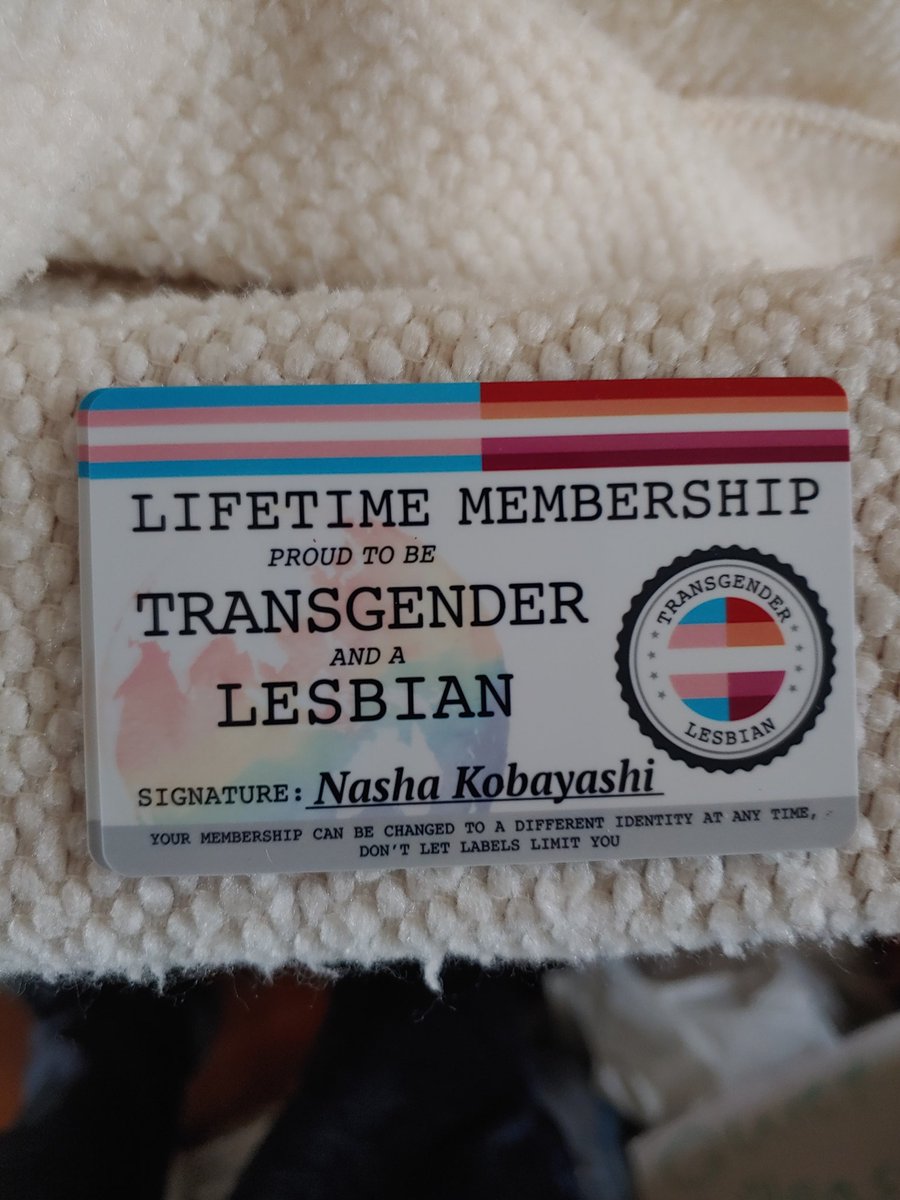 LIFETIME MEMBERSHIP
PROUD TO BE
TRANSGENDER
AND A
LESBIAN
TRANSGENDER
LESBIAN
SIGNATURE: Nasha Kobayashi
YOUR MEMBERSHIP CAN BE CHANGED TO A DIFFERENT IDENTITY AT ANY TIME,
DON'T LET LABELS LIMIT YOU